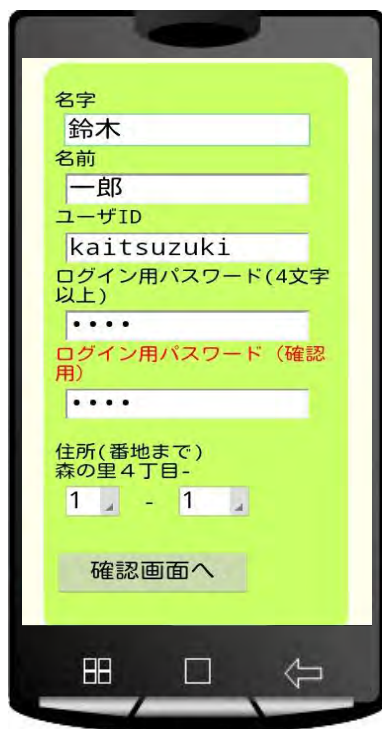 名字
鈴木
名前
一郎
ユーザID
kaitsuzuki
ログイン用パスワード(4文字
以上)
••••
ログイン用パスワード（確認
用）
••••
住所(番地まで)
森の里４丁目-
1 - 1
確認画面へ